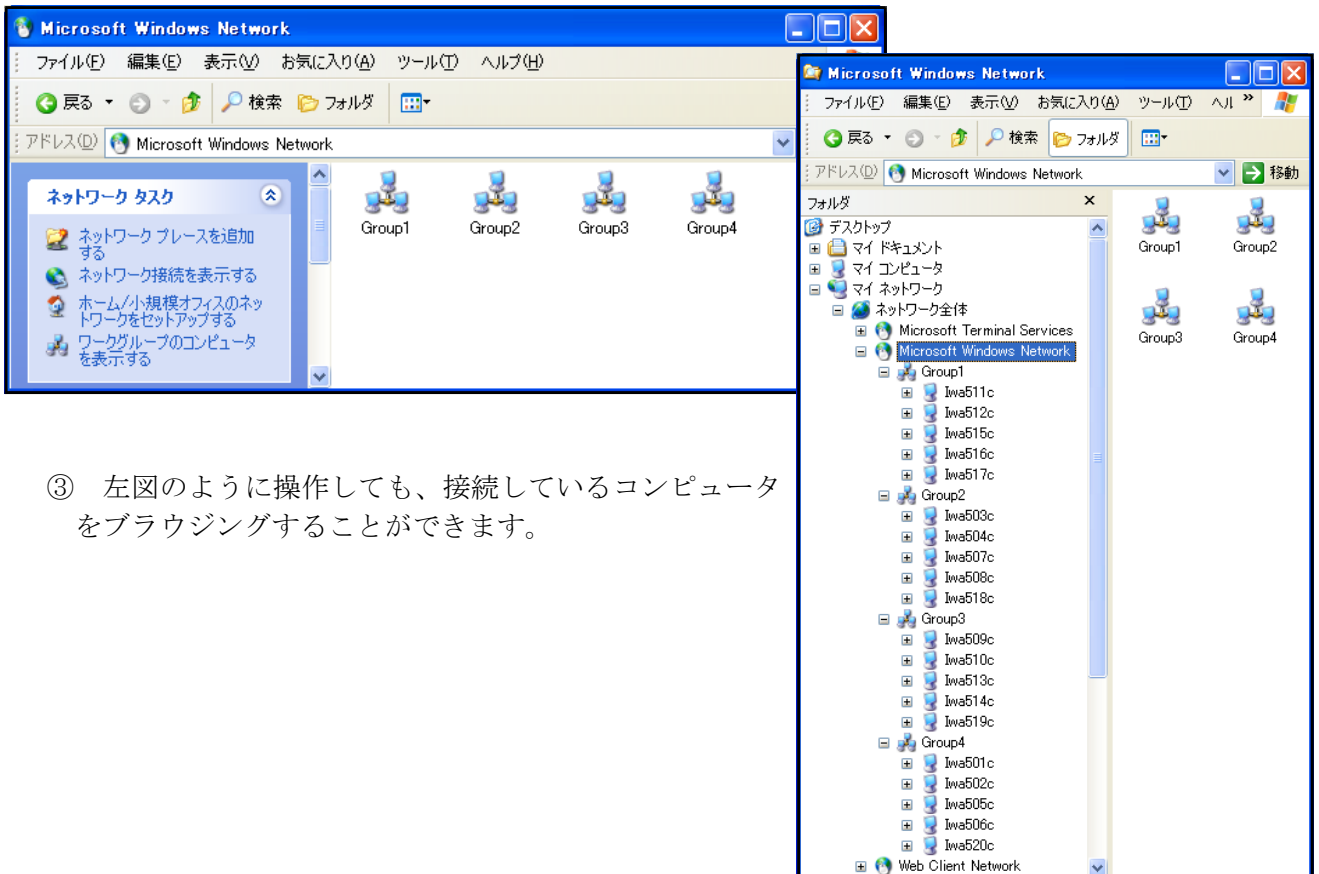 Microsoft Windows Network
ファイル(F) 編集(E) 表示(V) お気に入り(A) ツール(T) ヘルプ(H)
戻る 検索 フォルダ
アドレス(D) Microsoft Windows Network
ネットワーク タスク
ネットワーク プレースを追加
する
ネットワーク接続を表示する
ホーム/小規模オフィスのネッ
トワークをセットアップする
ワークグループのコンピュータ
を表示する
Group1 Group2 Group3 Group4
③ 左図のように操作しても、接続しているコンピュータ
をブラウジングすることができます。
Microsoft Windows Network
ファイル(F) 編集(E) 表示(V) お気に入り(A) ツール(T) ヘル »
戻る 検索 フォルダ
アドレス(D) Microsoft Windows Network 移動
フォルダ
デスクトップ
マイ ドキュメント
マイ コンピュータ
マイ ネットワーク
ネットワーク全体
Microsoft Terminal Services
Microsoft Windows Network
Group1
Iwa511c
Iwa512c
Iwa515c
Iwa516c
Iwa517c
Group2
Iwa503c
Iwa504c
Iwa507c
Iwa508c
Iwa518c
Group3
Iwa509c
Iwa510c
Iwa513c
Iwa514c
Iwa519c
Group4
Iwa501c
Iwa502c
Iwa505c
Iwa506c
Iwa520c
Web Client Network
Group1 Group2
Group3 Group4